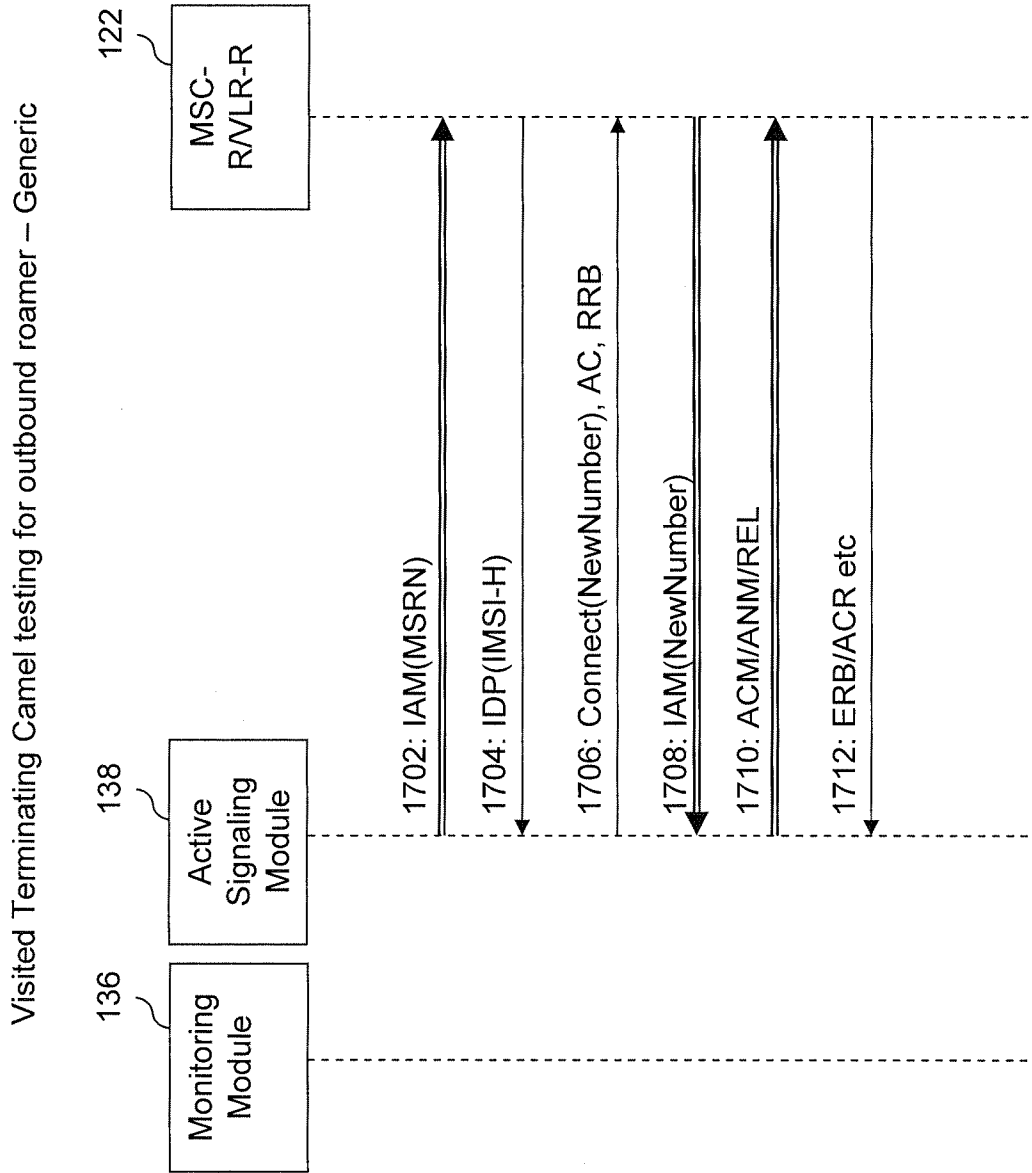 Visited Terminating Camel testing for outbound roamer – Generic
136
138
122
Monitoring
Module
Active
Signaling
Module
MSC-
R/VLR-R
1702: IAM(MSRN)
1704: IDP(IMSI-H)
1706: Connect(NewNumber), AC, RRB
1708: IAM(NewNumber)
1710: ACM/ANM/REL
1712: ERB/ACR etc